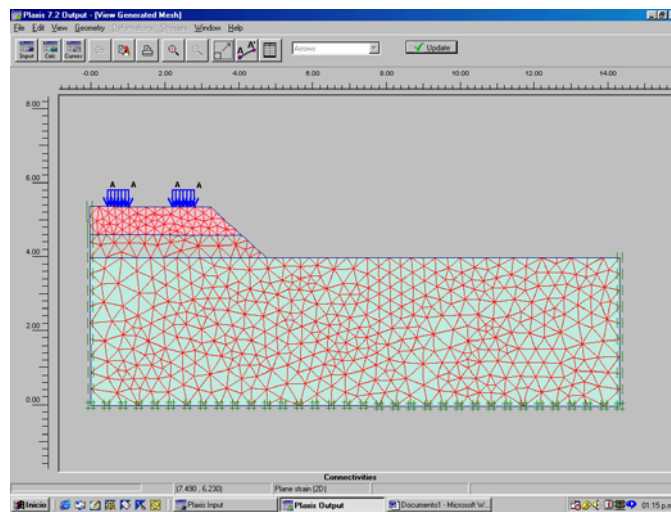 Plaxis 7.2 Output - [View Generated Mesh]
File Edit View Geometry Deformations Stresses Window Help
Input Calc Curves Arrows Update
-0.00 2.00 4.00 6.00 8.00 10.00 12.00 14.00
8.00
6.00
A A A A
4.00
2.00
0.00
Connectivities
(7.490 , 6.230) Plane strain (2D)
Inicio Plaxis Input Plaxis Output Documento1 - Microsoft W... 01:15 p.m.